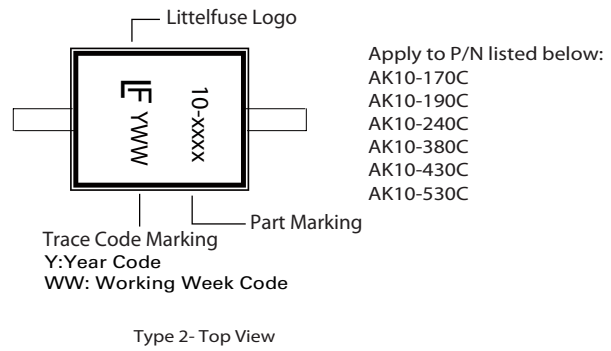 Littelfuse Logo
LF YWW
10-xxxx
Part Marking
Trace Code Marking
Y:Year Code
WW: Working Week Code
Type 2- Top View
Apply to P/N listed below:
AK10-170C
AK10-190C
AK10-240C
AK10-380C
AK10-430C
AK10-530C